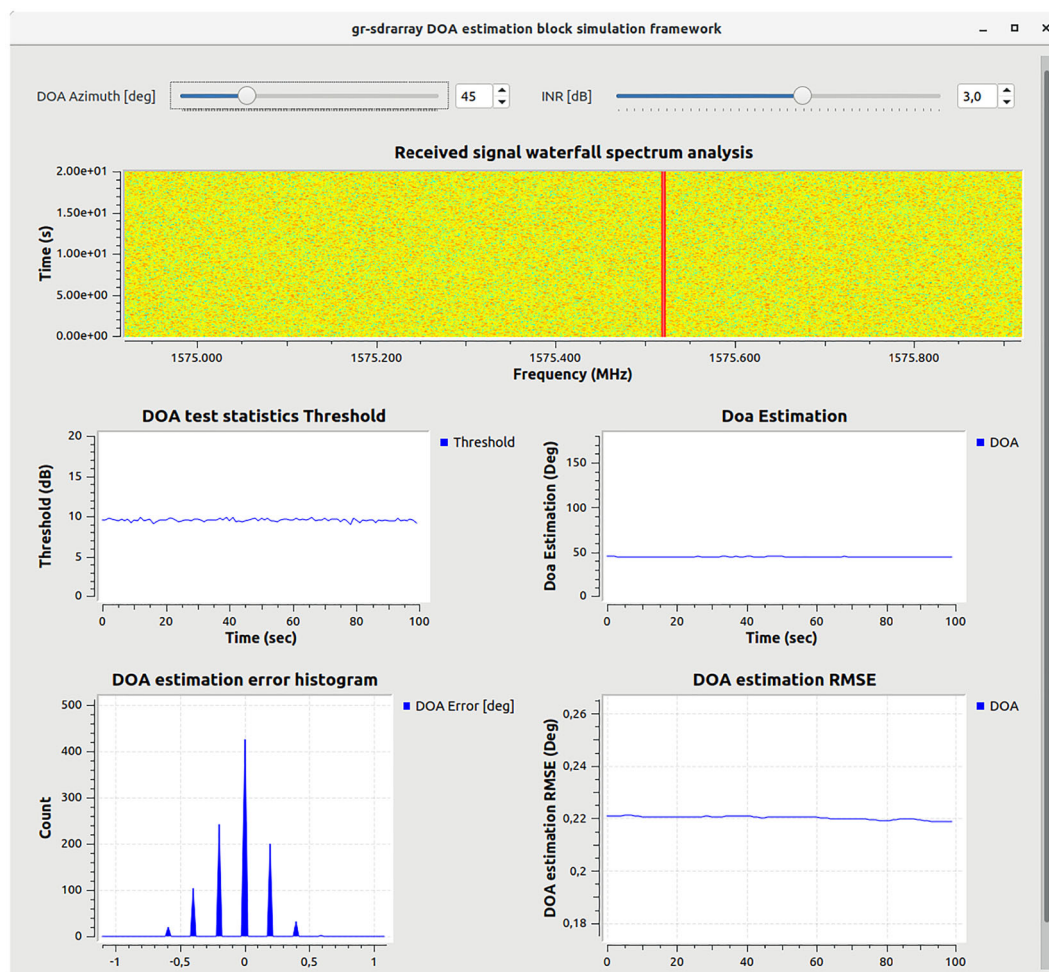 gr-sdrarray DOA estimation block simulation framework
DOA Azimuth [deg] 45 INR [dB] 3,0
Received signal waterfall spectrum analysis
Time (s)
2.00e+01
1.50e+01
1.00e+01
5.00e+00
0.00e+00
1575.000 1575.200 1575.400 1575.600 1575.800
Frequency (MHz)
DOA test statistics Threshold
Threshold (dB)
20
15
10
5
0
Threshold
0 20 40 60 80 100
Time (sec)
Doa Estimation
Doa Estimation (Deg)
150
100
50
0
DOA
0 20 40 60 80 100
Time (sec)
DOA estimation error histogram
Count
500
400
300
200
100
0
DOA Error [deg]
-1 -0,5 0 0,5 1
DOA estimation RMSE
DOA estimation RMSE (Deg)
0,26
0,24
0,22
0,2
0,18
DOA
0 20 40 60 80 100